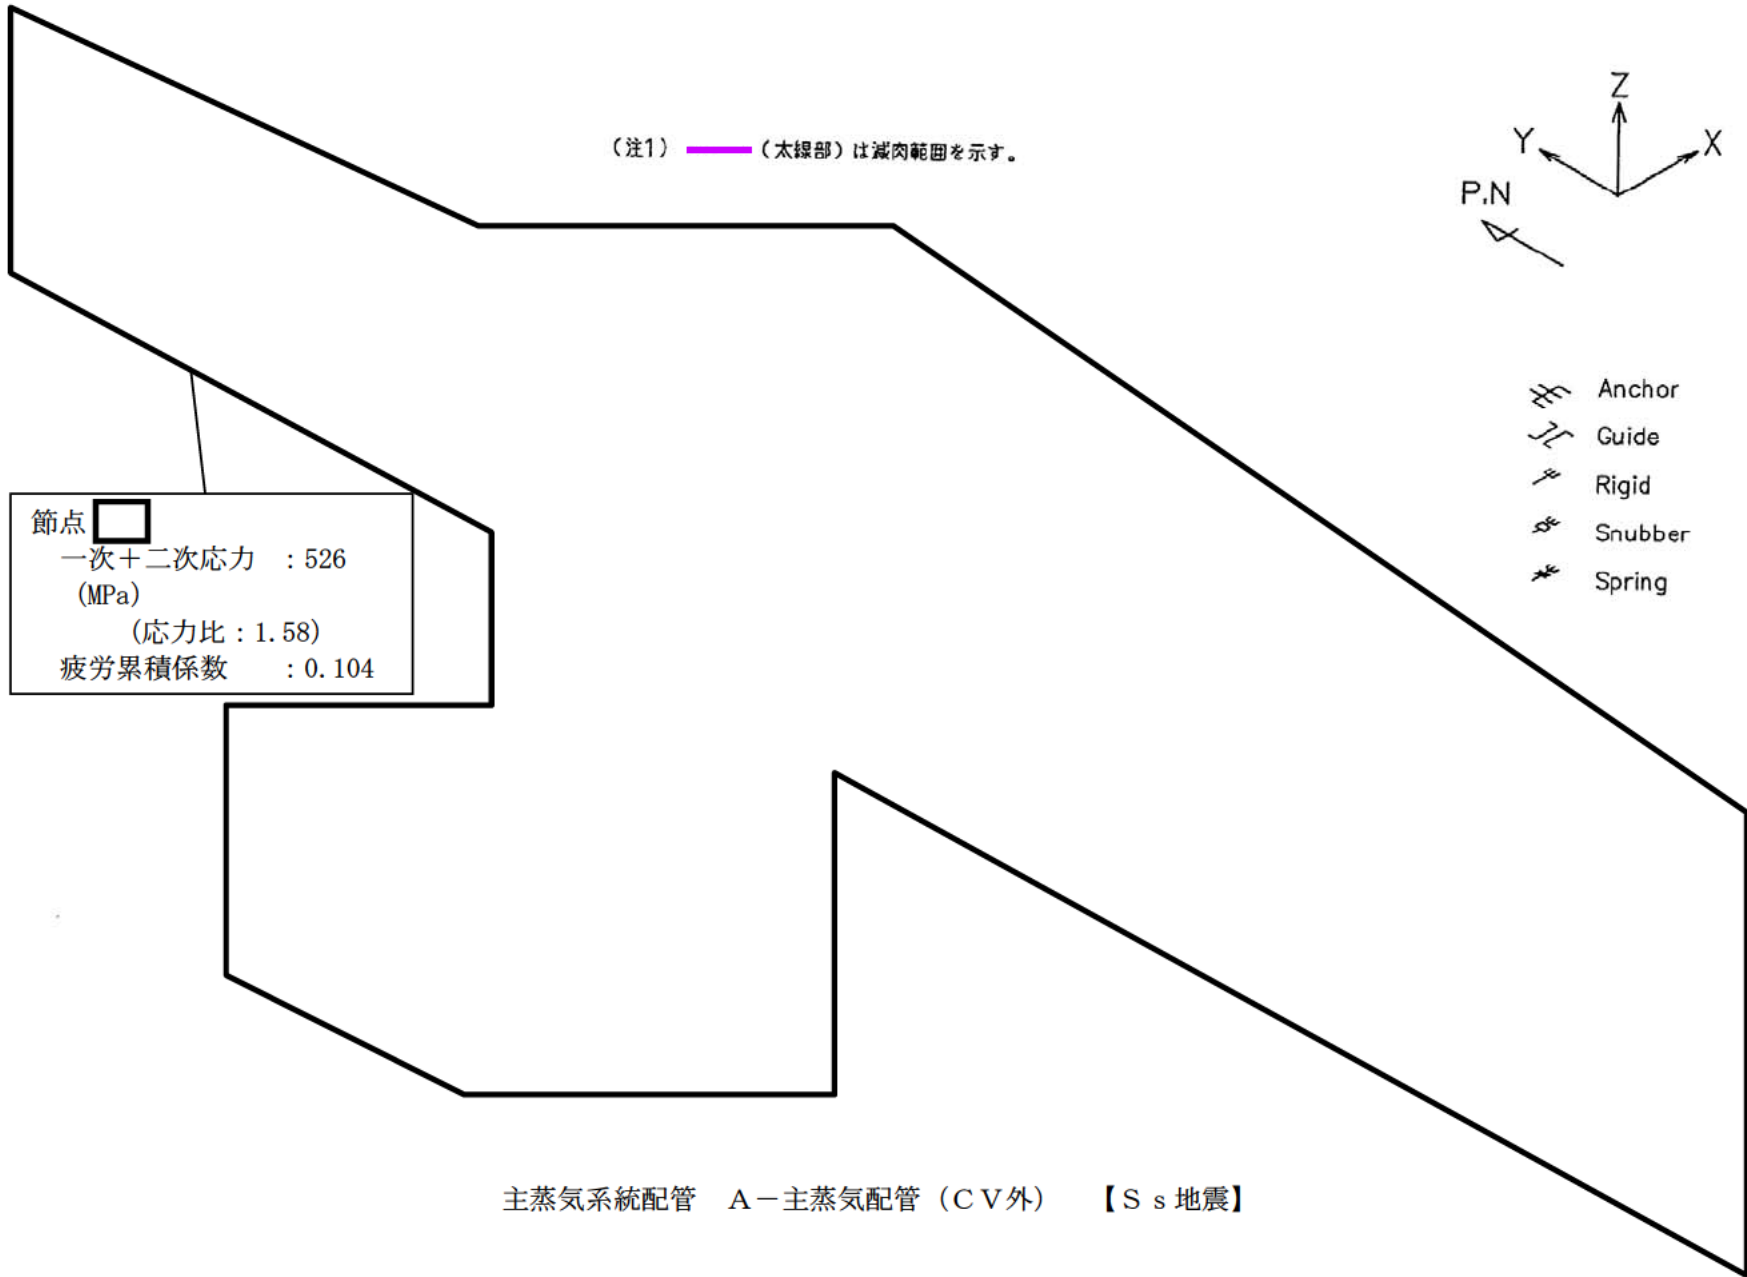 (注1) (太線部)は減肉範囲を示す。
Z
Y
X
P.N
Anchor
Guide
Rigid
Snubber
Spring
節点
一次+二次応力 :526
(MPa)
(応力比:1.58)
疲労累積係数 :0.104
主蒸気系統配管 A-主蒸気配管(CV外) 【Ss地震】